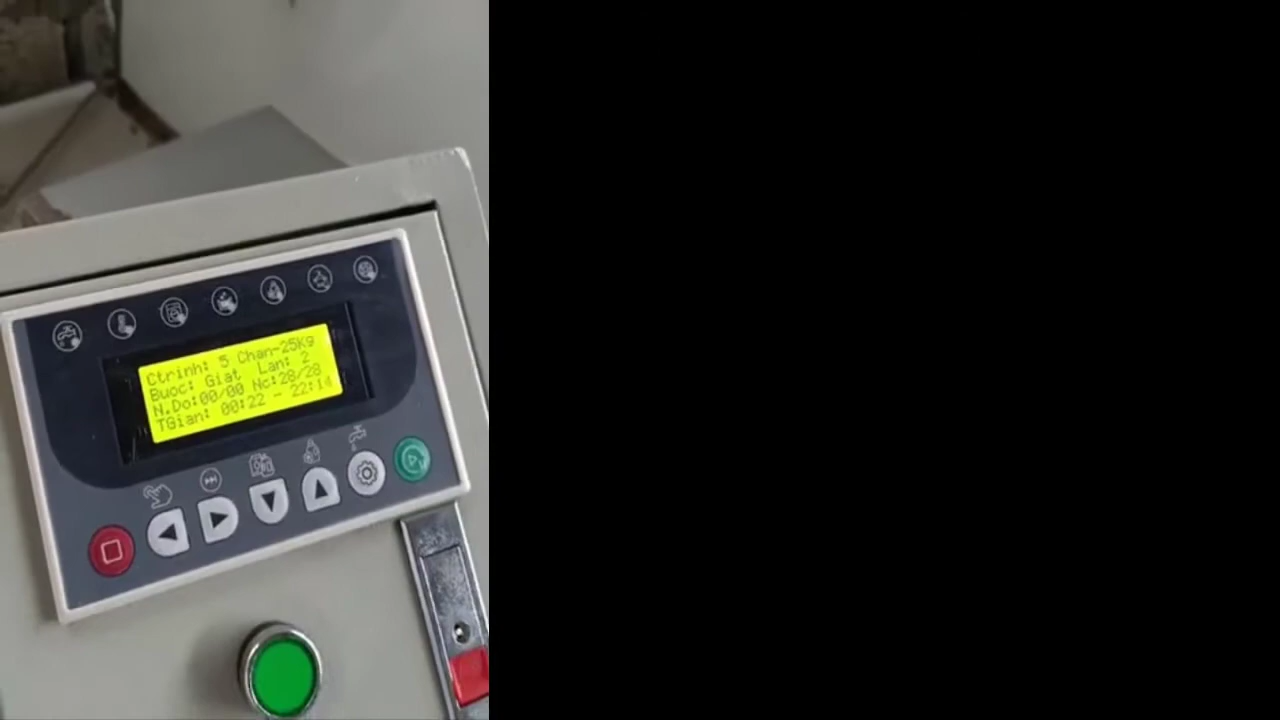 Ctrinh: 5 Chan-25Kg
Buoc: Giat Lan: 2
N.Do:00/00 Nc:28/28
TGian: 00:22 - 22:14